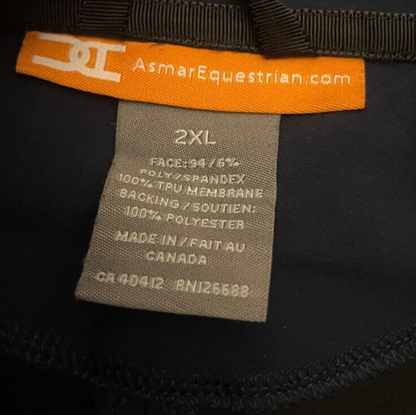 AsmarEquestrian.com
2XL
FACE:94/6%
POLY/SPANDEX
100% TPU MEMBRANE
BACKING/SOUTIEN:
100% POLYESTER
MADE IN/FAIT AU
CANADA
CA 40412 RN126688